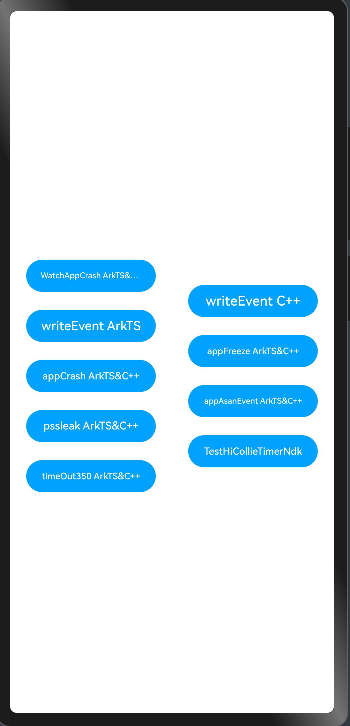 WatchAppCrash ArkTS&...
writeEvent ArkTS
appCrash ArkTS&C++
pssleak ArkTS&C++
timeOut350 ArkTS&C++
writeEvent C++
appFreeze ArkTS&C++
appAsanEvent ArkTS&C++
TestHiCollieTimerNdk